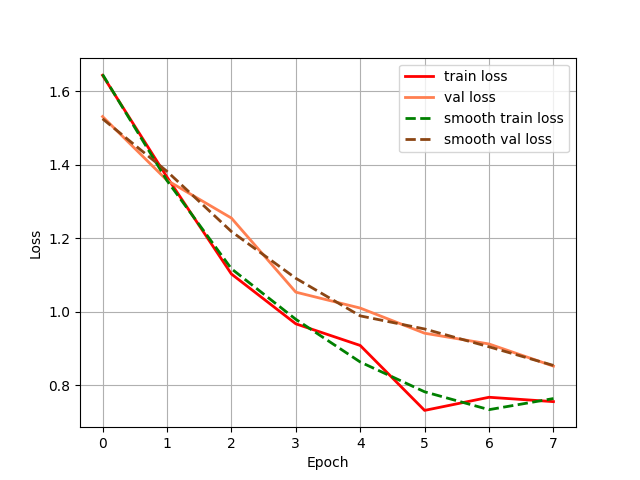 train loss
val loss
smooth train loss
smooth val loss
1.6
1.4
1.2
1.0
0.8
Loss
0 1 2 3 4 5 6 7
Epoch